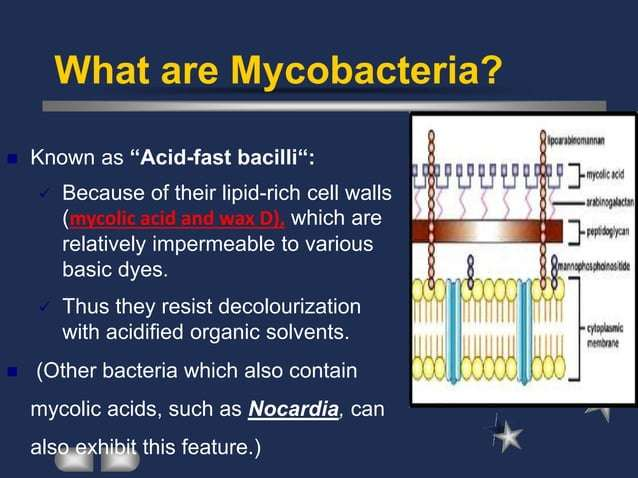 What are Mycobacteria?
Known as “Acid-fast bacilli“:
Because of their lipid-rich cell walls
(mycolic acid and wax D), which are
relatively impermeable to various
basic dyes.
Thus they resist decolourization
with acidified organic solvents.
(Other bacteria which also contain
mycolic acids, such as Nocardia, can
also exhibit this feature.)
lipoarabinomannan
mycolic acid
arabinogalactan
peptidoglycan
mannophosphoinositide
cytoplasmic
membrane